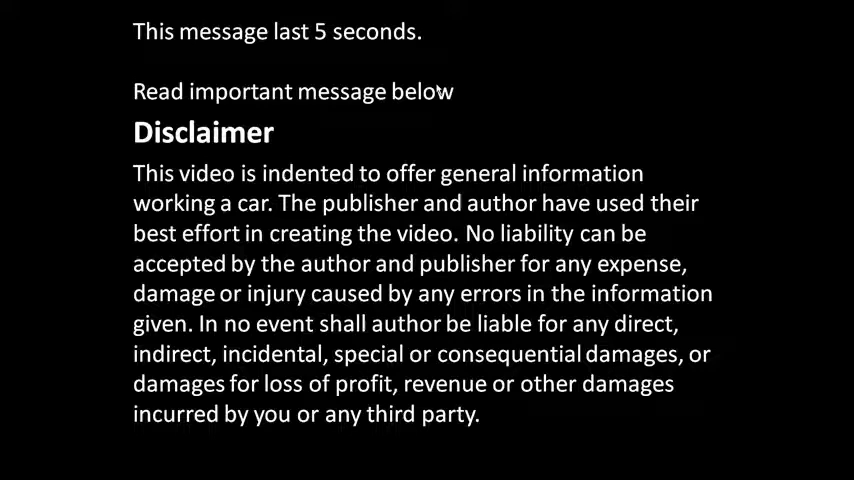 This message last 5 seconds.
Read important message below
Disclaimer
This video is indented to offer general information
working a car. The publisher and author have used their
best effort in creating the video. No liability can be
accepted by the author and publisher for any expense,
damage or injury caused by any errors in the information
given. In no event shall author be liable for any direct,
indirect, incidental, special or consequential damages, or
damages for loss of profit, revenue or other damages
incurred by you or any third party.